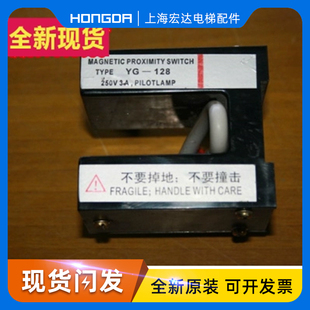 HONGDA
上海宏达电梯配件
全新现货
MAGNETIC PROXIMITY SWITCH
TYPE YG—128
250V 3A, PILOTLAMP
不要掉地；不要撞击
FRAGILE; HANDLE WITH CARE
现货闪发
全新原装 可开发票